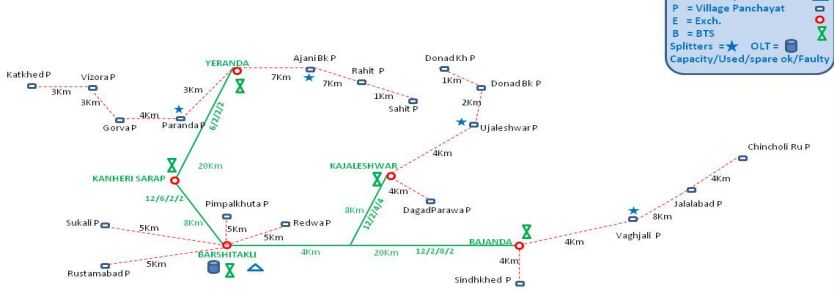 P = Village Panchayat
E = Exch.
B = BTS
Splitters = OLT =
Capacity/Used/spare ok/Faulty
YERANDA
Ajani Bk P
Rahit P
Sahit P
7Km
7Km
1Km
Donad Kh P
1Km
Donad Bk P
2Km
Ujaleshwar P
4Km
Katkhed P
Vizora P
3Km
3Km
Gorva P
4Km
Paranda P
3Km
6/2/2/2
20Km
KANHERI SARAP
12/6/2/2
8Km
KAJALESHWAR
4Km
DagadParawa P
8Km
12/2/4/4
Chincholi Ru P
4Km
Jalalabad P
8Km
Vaghjali P
4Km
Pimpalkhuta P
5Km
Sukali P
5Km
Redwa P
5Km
Rustamabad P
5Km
BARSHITAKLI
4Km
20Km
12/2/8/2
RAJANDA
4Km
Sindhkhed P